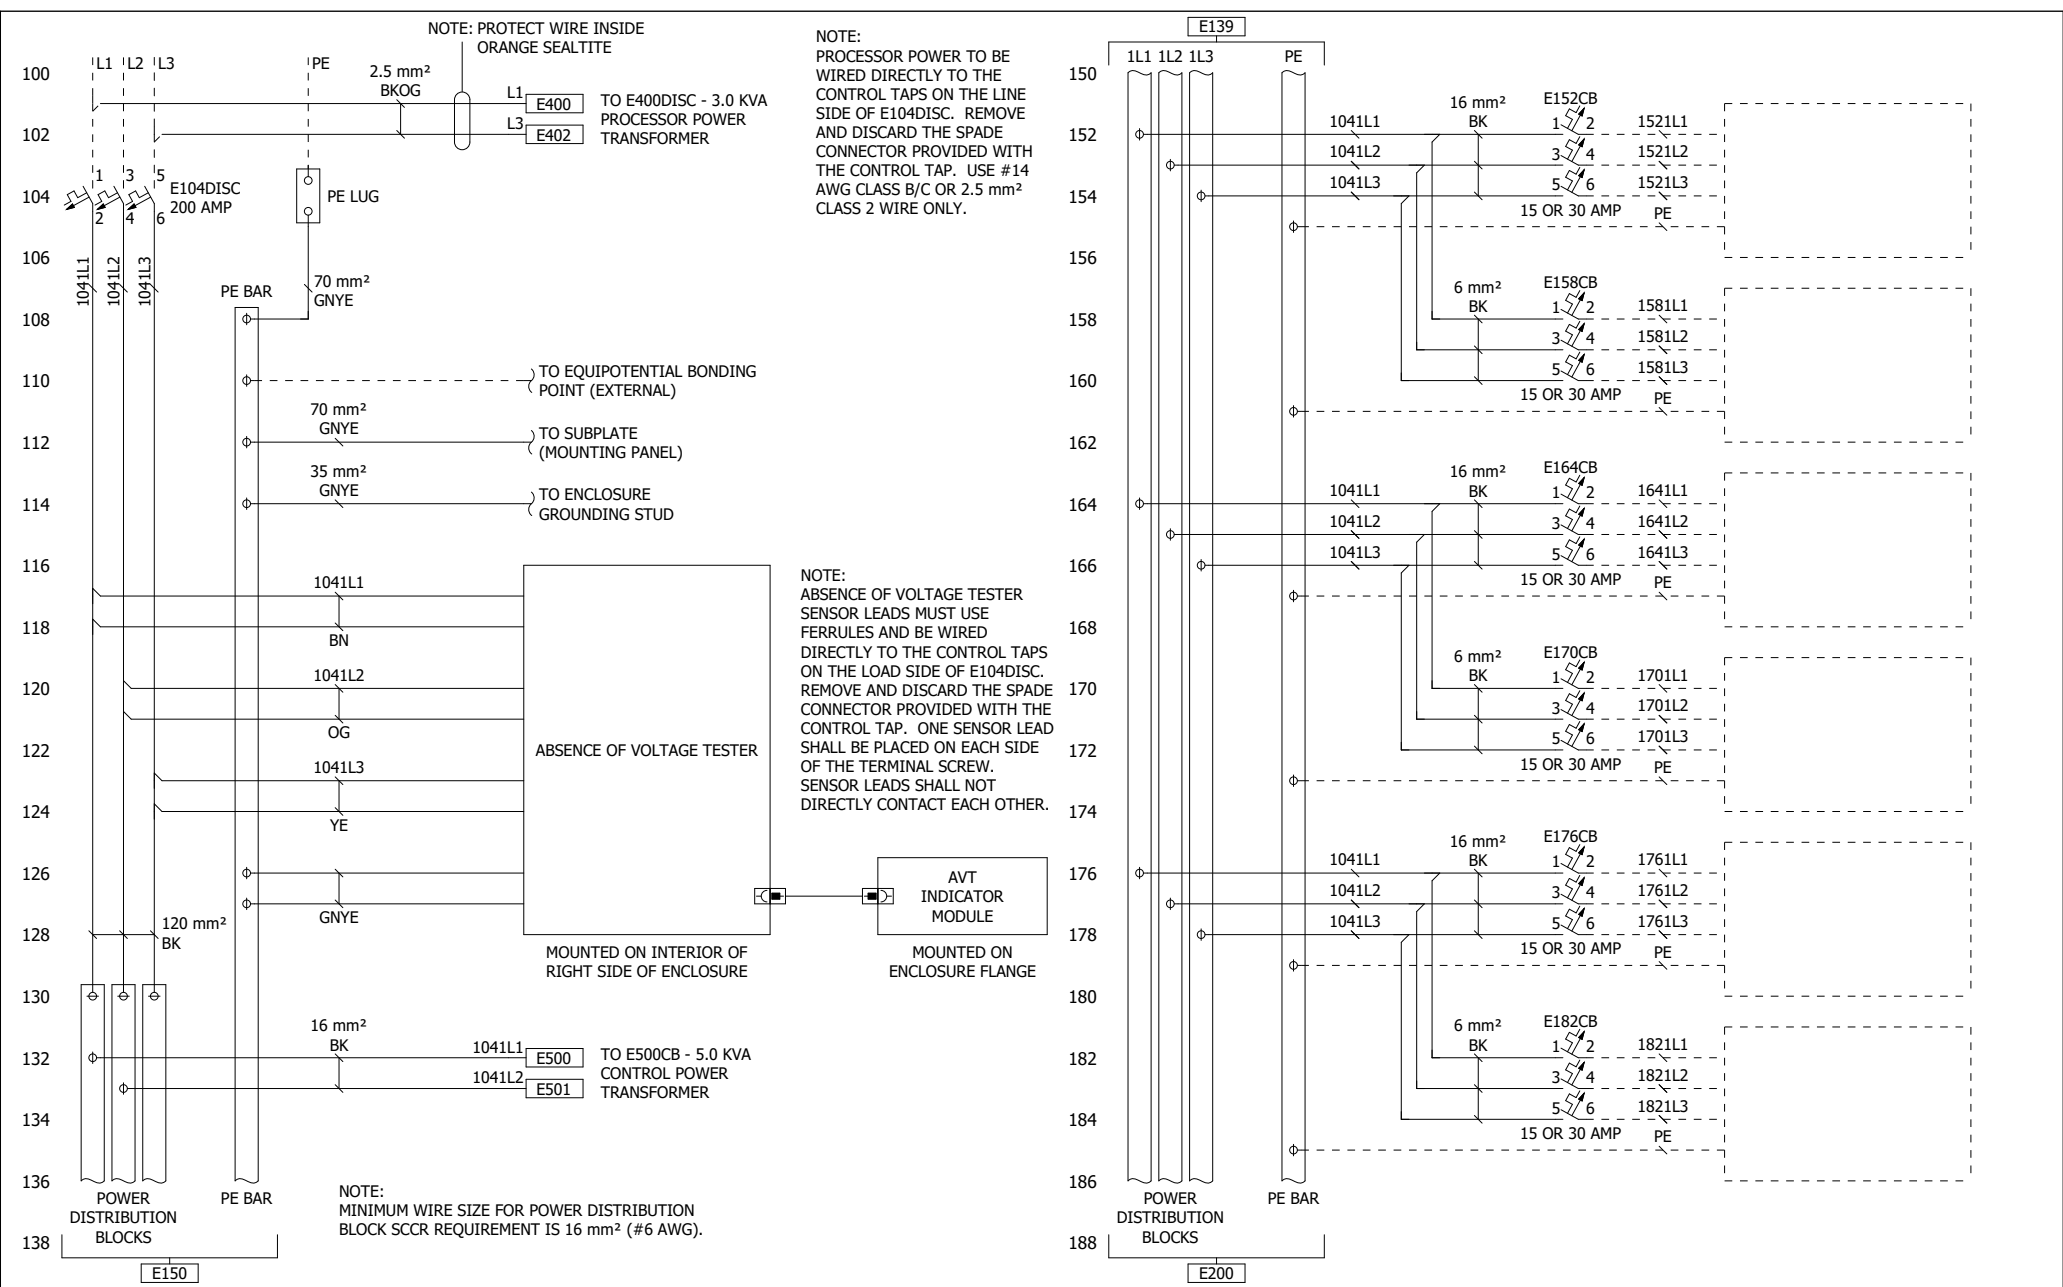 NOTE: PROTECT WIRE INSIDE
ORANGE SEALTITE
L1 L2 L3
PE
100
2.5 mm²
BKOG
L1
E400
L3
E402
TO E400DISC - 3.0 KVA
PROCESSOR POWER
TRANSFORMER
102
1 3 5
E104DISC
200 AMP
104
2 4 6
PE LUG
106
1041L1
1041L2
1041L3
PE BAR
70 mm²
GNYE
108
110
TO EQUIPOTENTIAL BONDING
POINT (EXTERNAL)
70 mm²
GNYE
112
TO SUBPLATE
(MOUNTING PANEL)
35 mm²
GNYE
114
TO ENCLOSURE
GROUNDING STUD
116
1041L1
118
BN
1041L2
120
OG
122
ABSENCE OF VOLTAGE TESTER
1041L3
124
YE
126
GNYE
120 mm²
BK
128
MOUNTED ON INTERIOR OF
RIGHT SIDE OF ENCLOSURE
AVT
INDICATOR
MODULE
MOUNTED ON
ENCLOSURE FLANGE
130
16 mm²
BK
132
1041L1
E500
1041L2
E501
TO E500CB - 5.0 KVA
CONTROL POWER
TRANSFORMER
134
136
POWER
DISTRIBUTION
BLOCKS
PE BAR
138
E150
NOTE:
MINIMUM WIRE SIZE FOR POWER DISTRIBUTION
BLOCK SCCR REQUIREMENT IS 16 mm² (#6 AWG).
NOTE:
PROCESSOR POWER TO BE
WIRED DIRECTLY TO THE
CONTROL TAPS ON THE LINE
SIDE OF E104DISC. REMOVE
AND DISCARD THE SPADE
CONNECTOR PROVIDED WITH
THE CONTROL TAP. USE #14
AWG CLASS B/C OR 2.5 mm²
CLASS 2 WIRE ONLY.
NOTE:
ABSENCE OF VOLTAGE TESTER
SENSOR LEADS MUST USE
FERRULES AND BE WIRED
DIRECTLY TO THE CONTROL TAPS
ON THE LOAD SIDE OF E104DISC.
REMOVE AND DISCARD THE SPADE
CONNECTOR PROVIDED WITH THE
CONTROL TAP. ONE SENSOR LEAD
SHALL BE PLACED ON EACH SIDE
OF THE TERMINAL SCREW.
SENSOR LEADS SHALL NOT
DIRECTLY CONTACT EACH OTHER.
E139
1L1 1L2 1L3
PE
150
16 mm²
BK
E152CB
152
1041L1
1 2
1521L1
1041L2
3 4
1521L2
154
1041L3
5 6
1521L3
15 OR 30 AMP
PE
156
6 mm²
BK
E158CB
158
1 2
1581L1
3 4
1581L2
160
5 6
1581L3
15 OR 30 AMP
PE
162
16 mm²
BK
E164CB
164
1041L1
1 2
1641L1
1041L2
3 4
1641L2
166
1041L3
5 6
1641L3
15 OR 30 AMP
PE
168
6 mm²
BK
E170CB
170
1 2
1701L1
3 4
1701L2
172
5 6
1701L3
15 OR 30 AMP
PE
174
16 mm²
BK
E176CB
176
1041L1
1 2
1761L1
1041L2
3 4
1761L2
178
1041L3
5 6
1761L3
15 OR 30 AMP
PE
180
6 mm²
BK
E182CB
182
1 2
1821L1
3 4
1821L2
184
5 6
1821L3
15 OR 30 AMP
PE
186
POWER
DISTRIBUTION
BLOCKS
PE BAR
188
E200